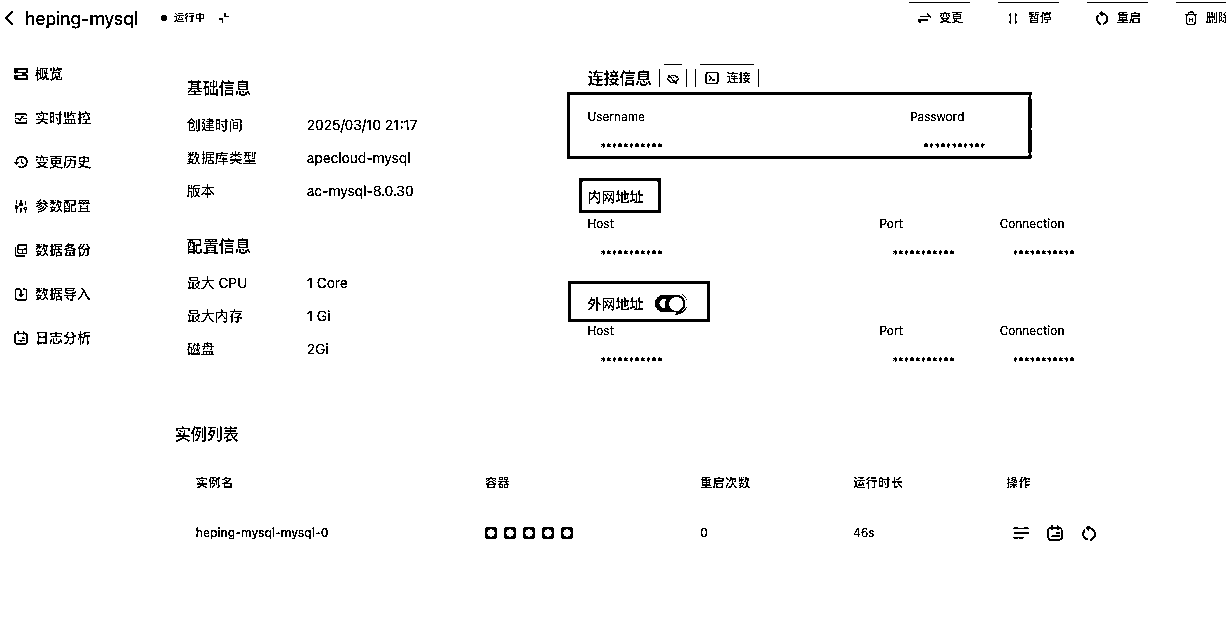 heping-mysql 运行中 变更 暂停 重启 删除
概览
实时监控
变更历史
参数配置
数据备份
数据导入
日志分析
基础信息
创建时间 2025/03/10 21:17
数据库类型 apecloud-mysql
版本 ac-mysql-8.0.30
配置信息
最大 CPU 1 Core
最大内存 1 Gi
磁盘 2Gi
连接信息 连接
Username Password
*********** ***********
内网地址
Host Port Connection
*********** *********** ***********
外网地址
Host Port Connection
*********** *********** ***********
实例列表
实例名 容器 重启次数 运行时长 操作
heping-mysql-mysql-0 0 46s